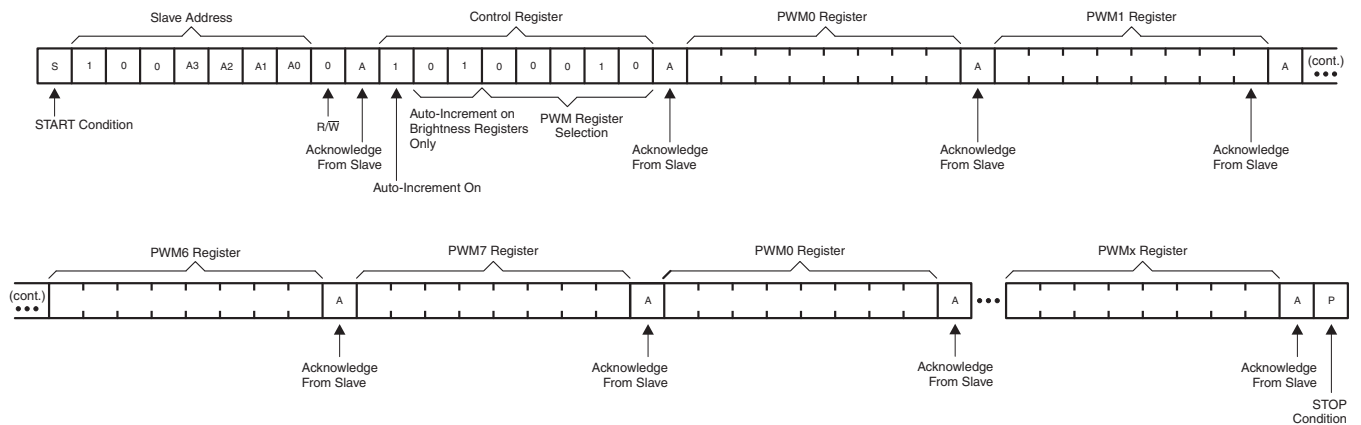 Slave Address
Control Register
PWM0 Register
PWM1 Register
S 1 0 0 A3 A2 A1 A0 0 A 1 0 1 0 0 0 1 0 A A A (cont.)
START Condition
R/W
Acknowledge
From Slave
Auto-Increment On
Auto-Increment on
Brightness Registers
Only
PWM Register
Selection
Acknowledge
From Slave
Acknowledge
From Slave
Acknowledge
From Slave
PWM6 Register
PWM7 Register
PWM0 Register
PWMx Register
(cont.) A A A A P
Acknowledge
From Slave
Acknowledge
From Slave
Acknowledge
From Slave
Acknowledge
From Slave
STOP
Condition